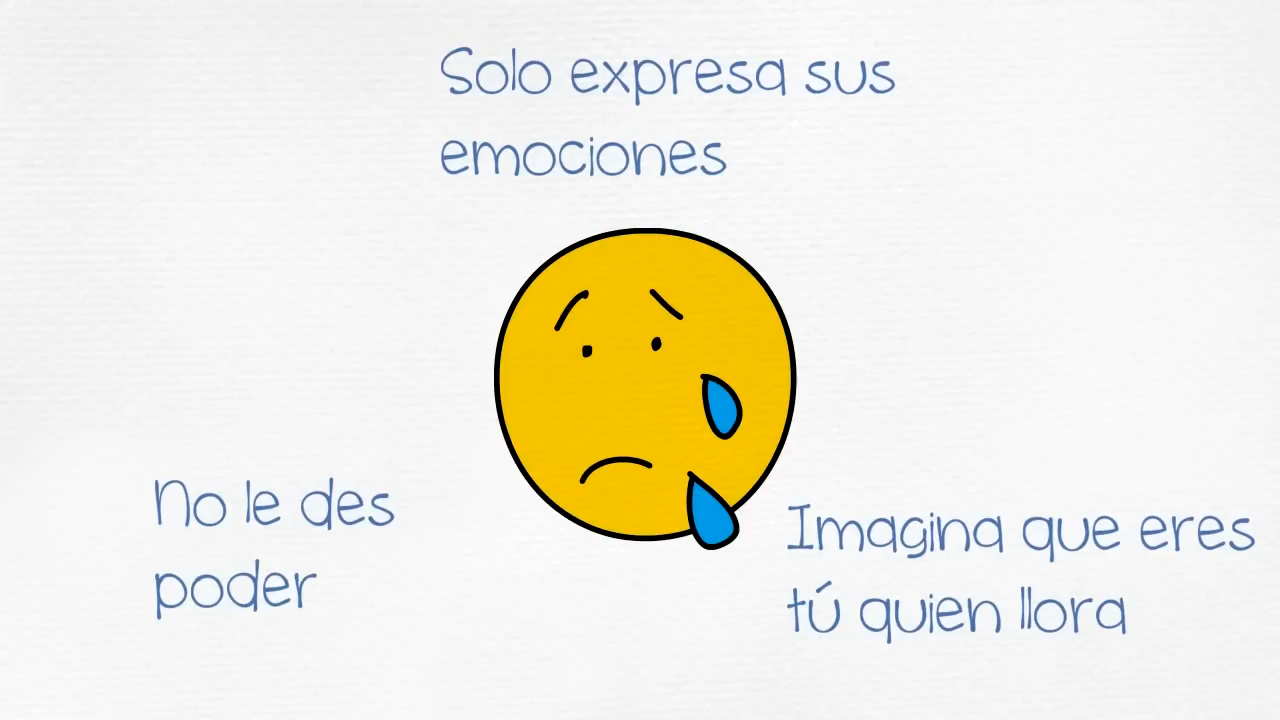 Solo expresa sus
emociones
No le des
poder
Imagina que eres
tú quien llora